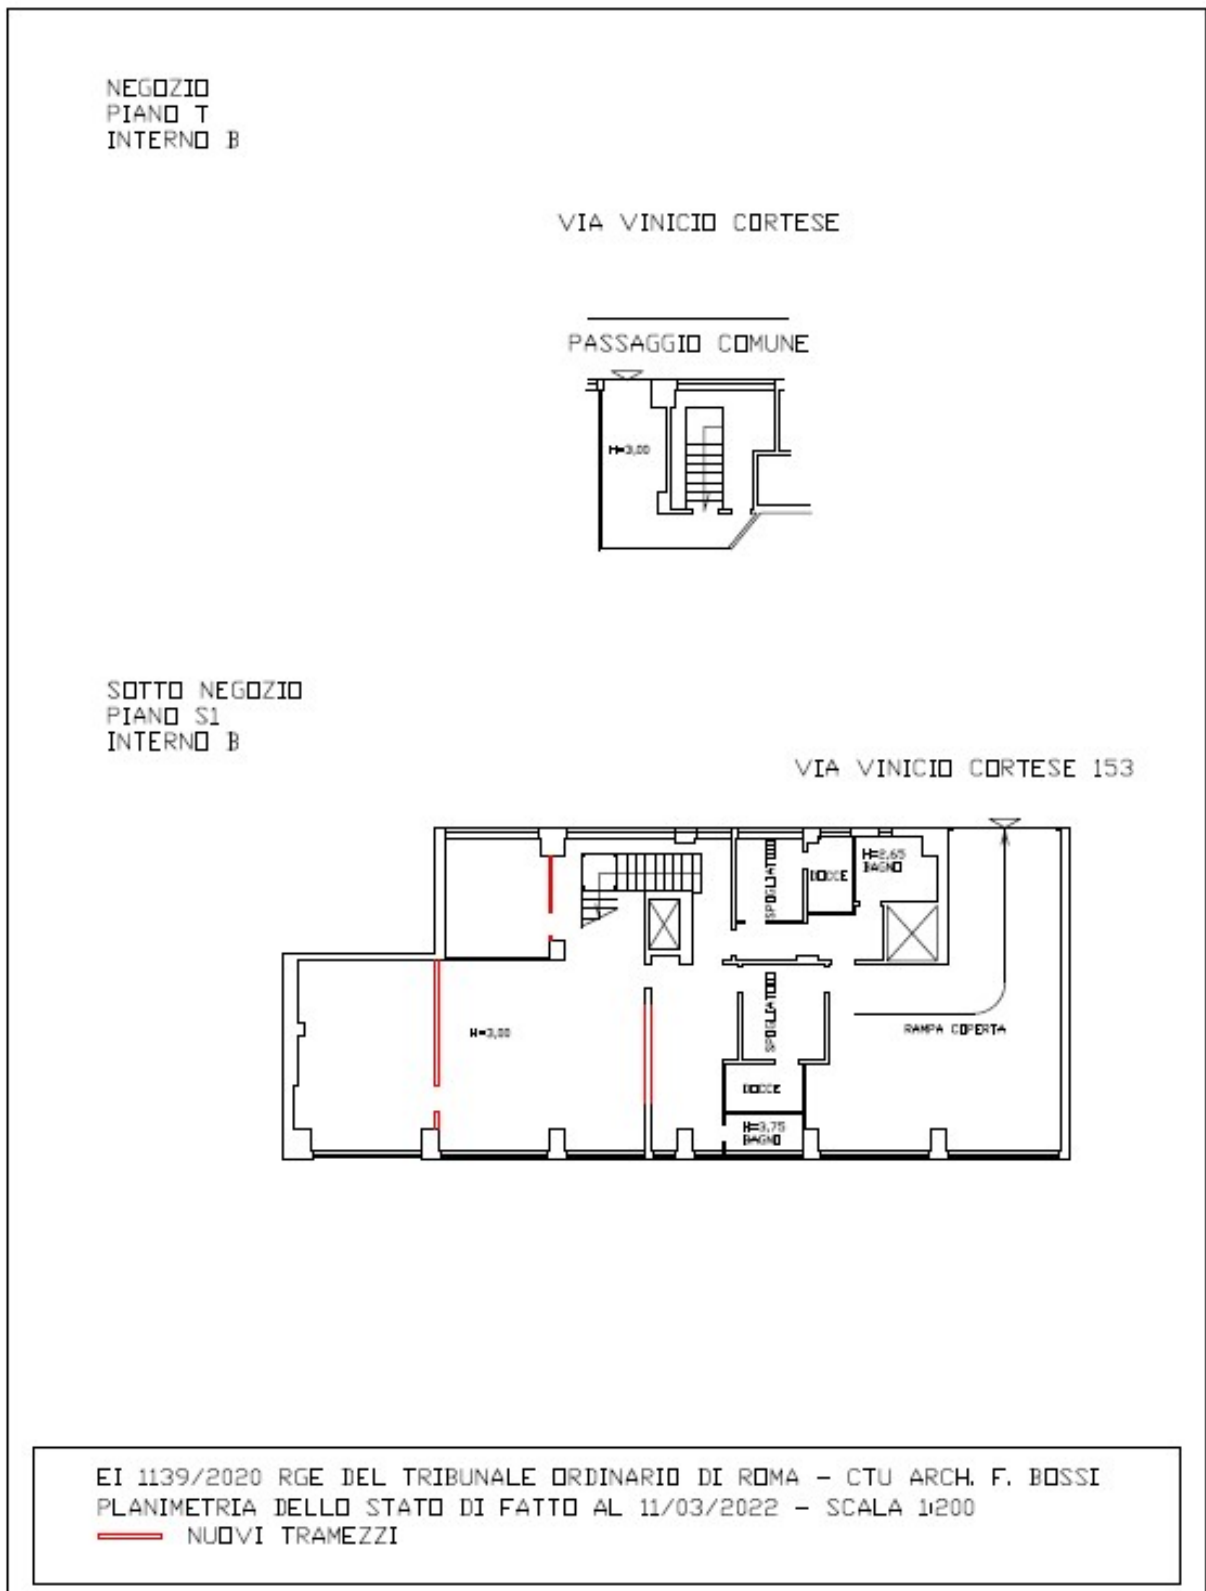 NEGOZIO
PIANO T
INTERNO B
VIA VINICIO CORTESE
PASSAGGIO COMUNE
H=3,00
SOTTO NEGOZIO
PIANO S1
INTERNO B
VIA VINICIO CORTESE 153
SPOGLIATOI
DOCCE
H=2,65
BAGNO
H=3,00
SPOGLIATOI
RAMPA COPERTA
DOCCE
H=3,75
BAGNO
EI 1139/2020 RGE DEL TRIBUNALE ORDINARIO DI ROMA - CTU ARCH. F. BOSSI
PLANIMETRIA DELLO STATO DI FATTO AL 11/03/2022 - SCALA 1:200
NUOVI TRAMEZZI